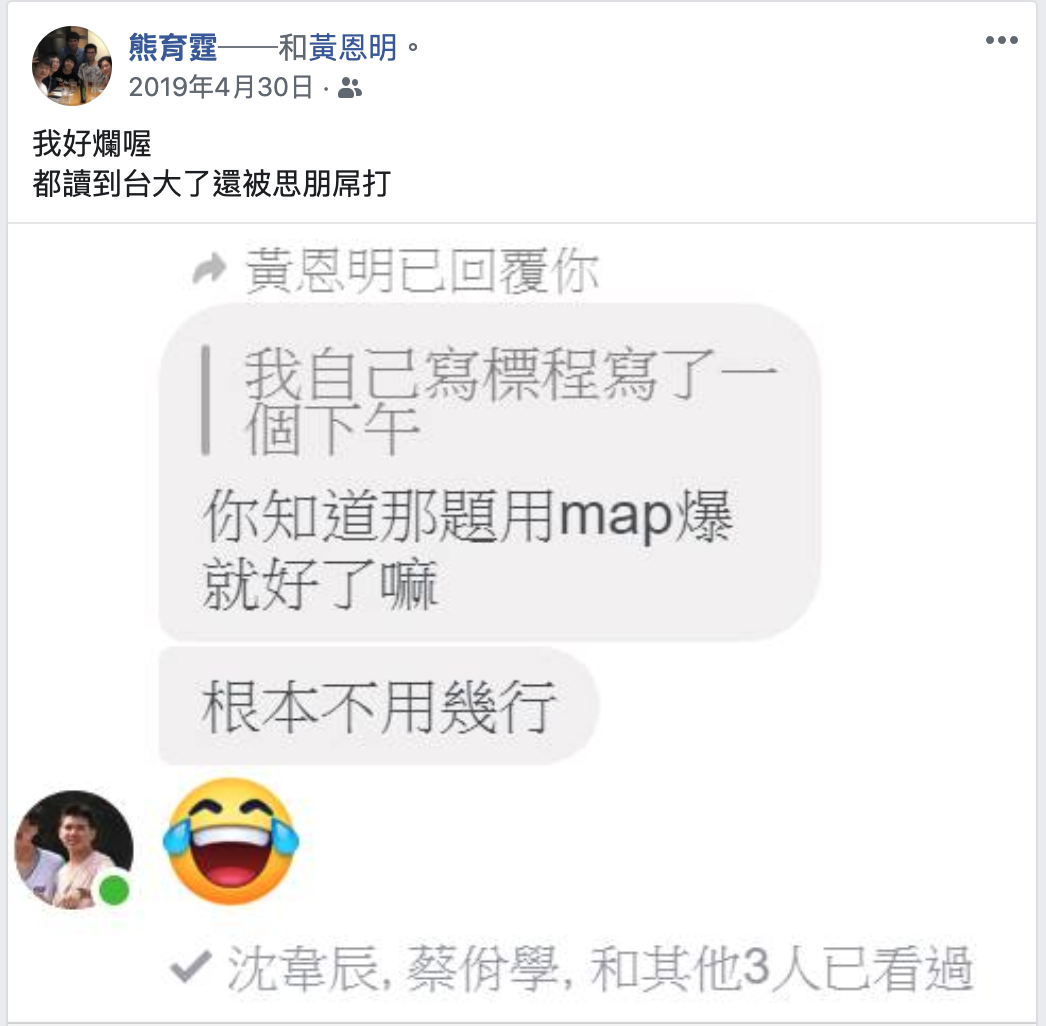 熊育霆——和黃恩明。
2019年4月30日 ·
我好爛喔
都讀到台大了還被思朋屌打
黃恩明已回覆你
我自己寫標程寫了一
個下午
你知道那題用map爆
就好了嘛
根本不用幾行
沈韋辰, 蔡佾學, 和其他3人已看過